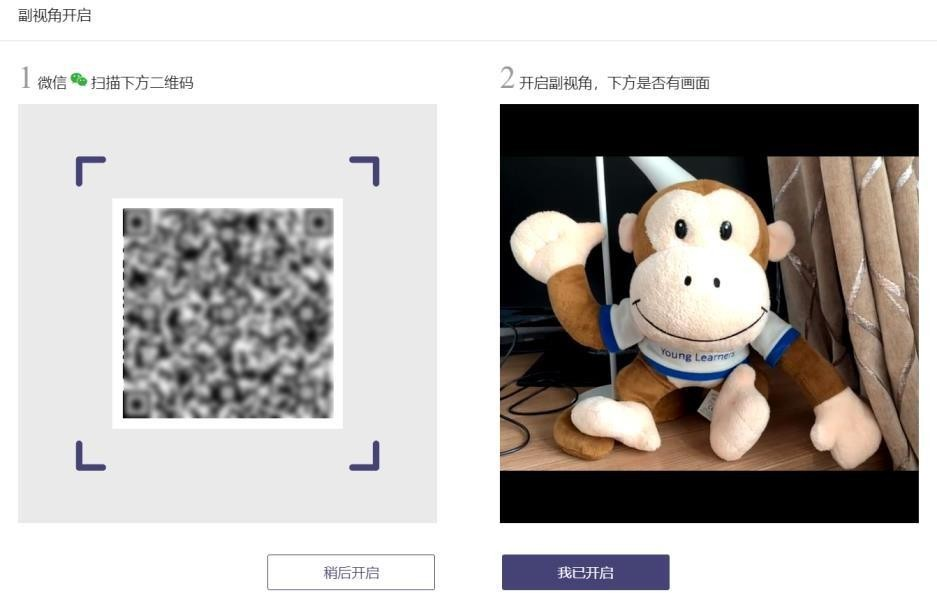 副视角开启
1 微信 扫描下方二维码
2 开启副视角，下方是否有画面
Young Learners
稍后开启
我已开启